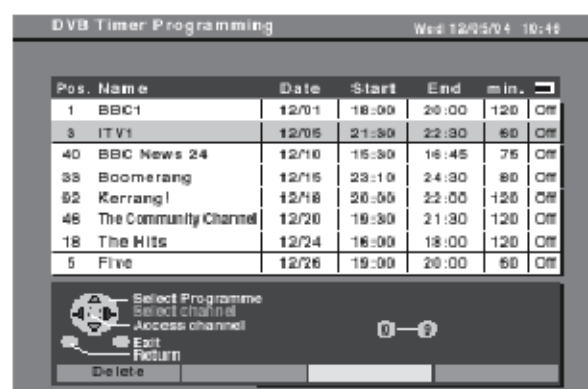 DVB Timer Programming Wed 12/05/04 10:46
Pos. Name Date Start End min.
1 BBC1 12/01 18:00 20:00 120 Off
3 ITV1 12/05 21:30 22:30 60 Off
40 BBC News 24 12/10 15:30 16:45 75 Off
33 Boomerang 12/15 23:10 24:30 80 Off
92 Kerrang! 12/18 20:00 22:00 120 Off
46 The Community Channel 12/20 19:30 21:30 120 Off
18 The Hits 12/24 16:00 18:00 120 Off
5 Five 12/26 19:00 20:00 60 Off
Select Programme
Select channel
Access channel
Exit
Return
0 — 9
Delete